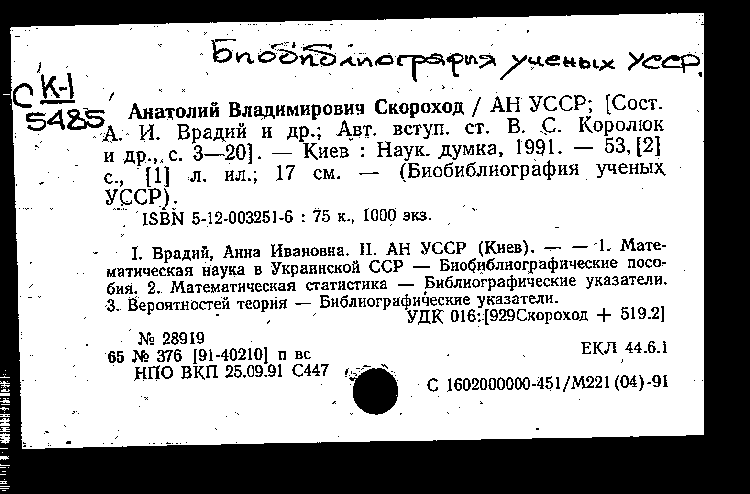 Биобиблиография ученых УССР.
С К-1
5485
Анатолий Владимирович Скороход / АН УССР; [Сост.
А. И. Врадий и др.; Авт. вступ. ст. В. С. Королюк
и др., с. 3—20]. — Киев : Наук. думка, 1991. — 53, [2]
с., [1] л. ил.; 17 см. — (Биобиблиография ученых
УССР).
ISBN 5-12-003251-6 : 75 к., 1000 экз.
I. Врадий, Анна Ивановна. II. АН УССР (Киев). — — 1. Мате-
матическая наука в Украинской ССР — Биобиблиографические посо-
бия. 2. Математическая статистика — Библиографические указатели.
3. Вероятностей теория — Библиографические указатели.
УДК 016:[929Скороход + 519.2]
№ 28919
65 № 376 [91-40210] п вс
ЕКЛ 44.6.1
НПО ВКП 25.09.91 С447
С 1602000000-451/М221(04)-91